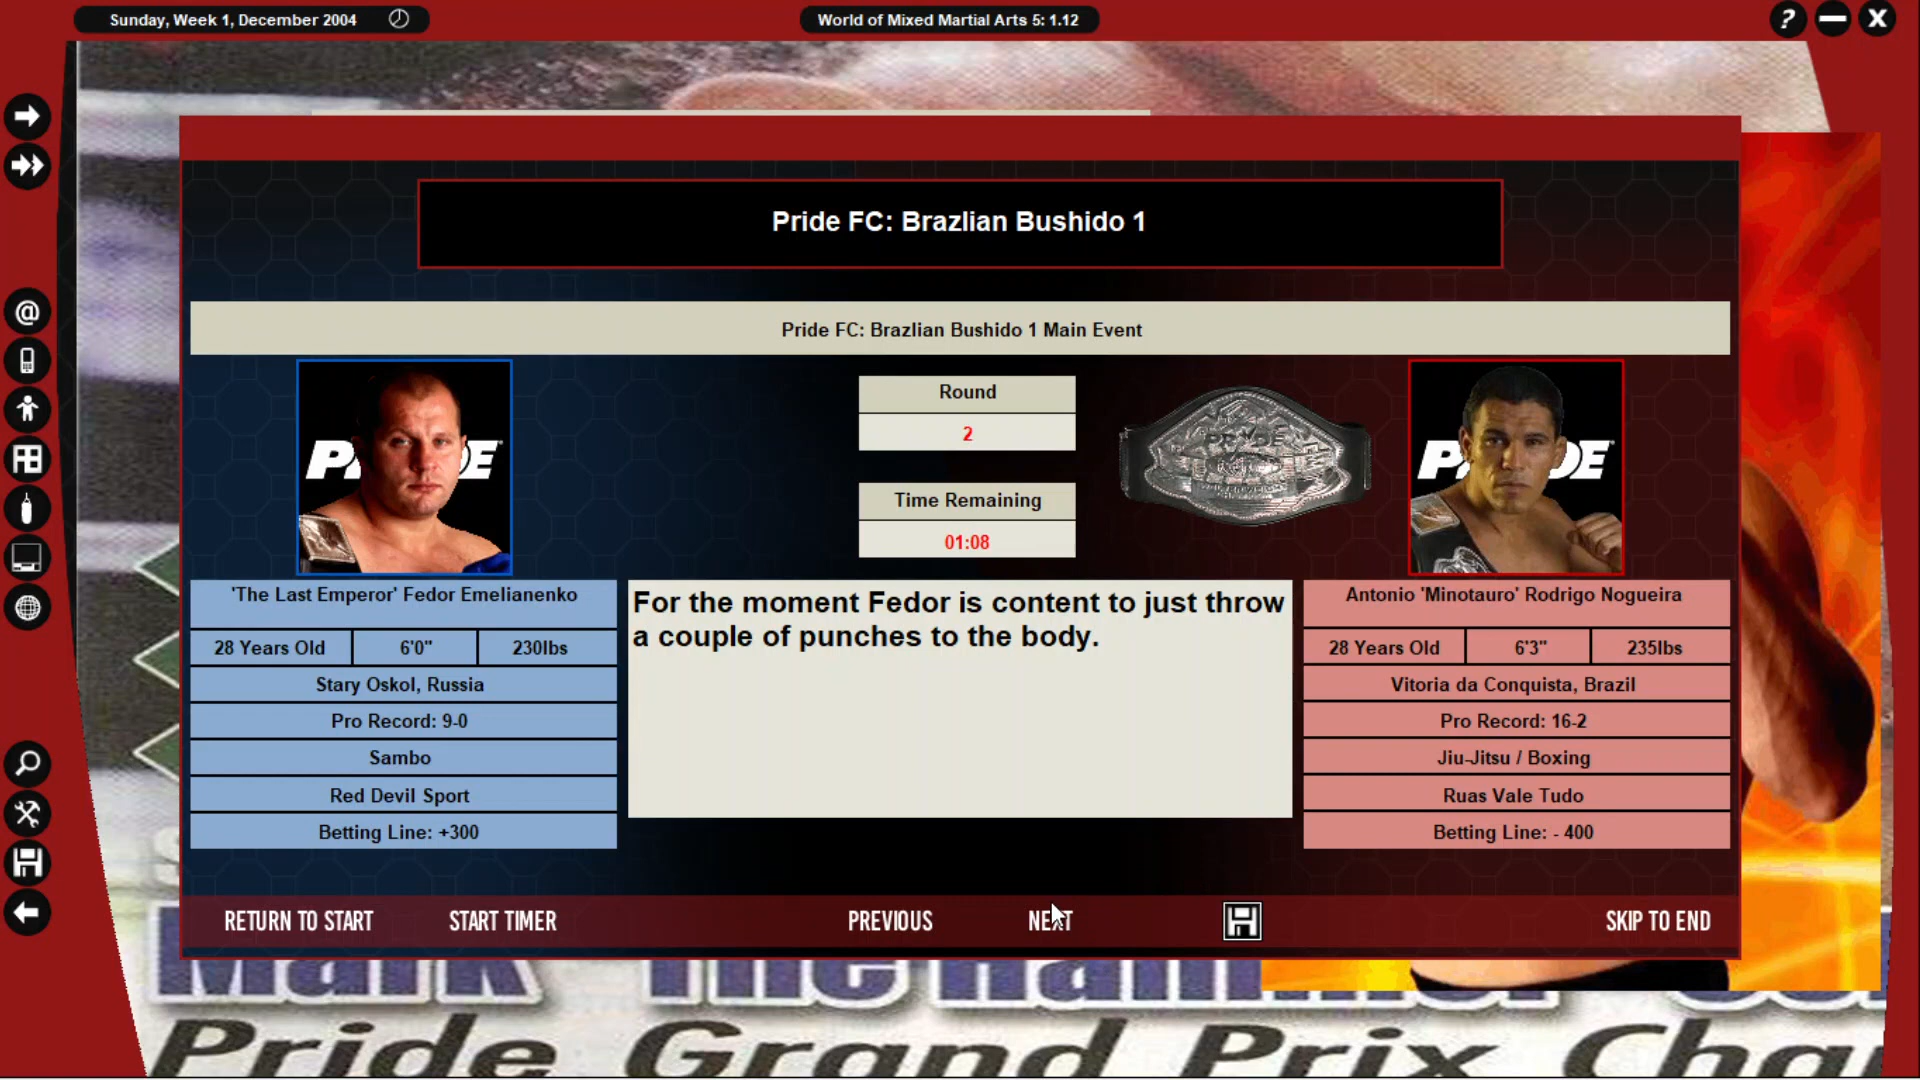 Sunday, Week 1, December 2004
World of Mixed Martial Arts 5: 1.12
?
X
@
Pride FC: Brazlian Bushido 1
Pride FC: Brazlian Bushido 1 Main Event
Round
2
Time Remaining
01:08
PRIDE
'The Last Emperor' Fedor Emelianenko
28 Years Old
6'0"
230lbs
Stary Oskol, Russia
Pro Record: 9-0
Sambo
Red Devil Sport
Betting Line: +300
For the moment Fedor is content to just throw
a couple of punches to the body.
Antonio 'Minotauro' Rodrigo Nogueira
28 Years Old
6'3"
235lbs
Vitoria da Conquista, Brazil
Pro Record: 16-2
Jiu-Jitsu / Boxing
Ruas Vale Tudo
Betting Line: - 400
RETURN TO START
START TIMER
PREVIOUS
NEXT
SKIP TO END
Mark The Hammer
Pride Grand Prix Cha